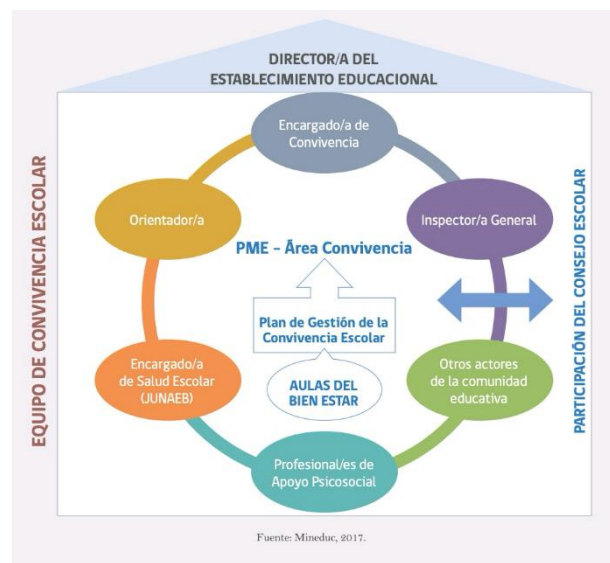 DIRECTOR/A DEL
ESTABLECIMIENTO EDUCACIONAL
EQUIPO DE CONVIVENCIA ESCOLAR
Encargado/a de
Convivencia
Orientador/a
Inspector/a General
PME – Área Convivencia
Plan de Gestión de la
Convivencia Escolar
AULAS DEL
BIEN ESTAR
Encargado/a
de Salud Escolar
(JUNAEB)
Otros actores
de la comunidad
educativa
Profesional/es de
Apoyo Psicosocial
PARTICIPACIÓN DEL CONSEJO ESCOLAR
Fuente: Mineduc, 2017.